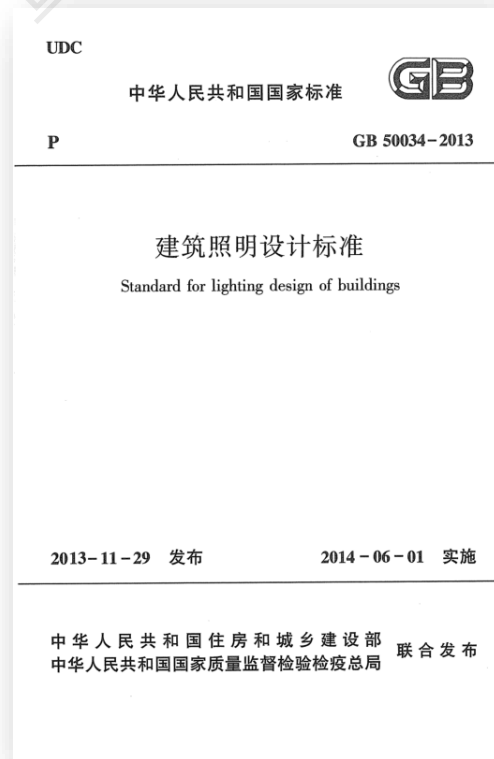 UDC
中华人民共和国国家标准
GB
P
GB 50034-2013
建筑照明设计标准
Standard for lighting design of buildings
2013-11-29 发布
2014-06-01 实施
中华人民共和国住房和城乡建设部
中华人民共和国国家质量监督检验检疫总局
联合发布